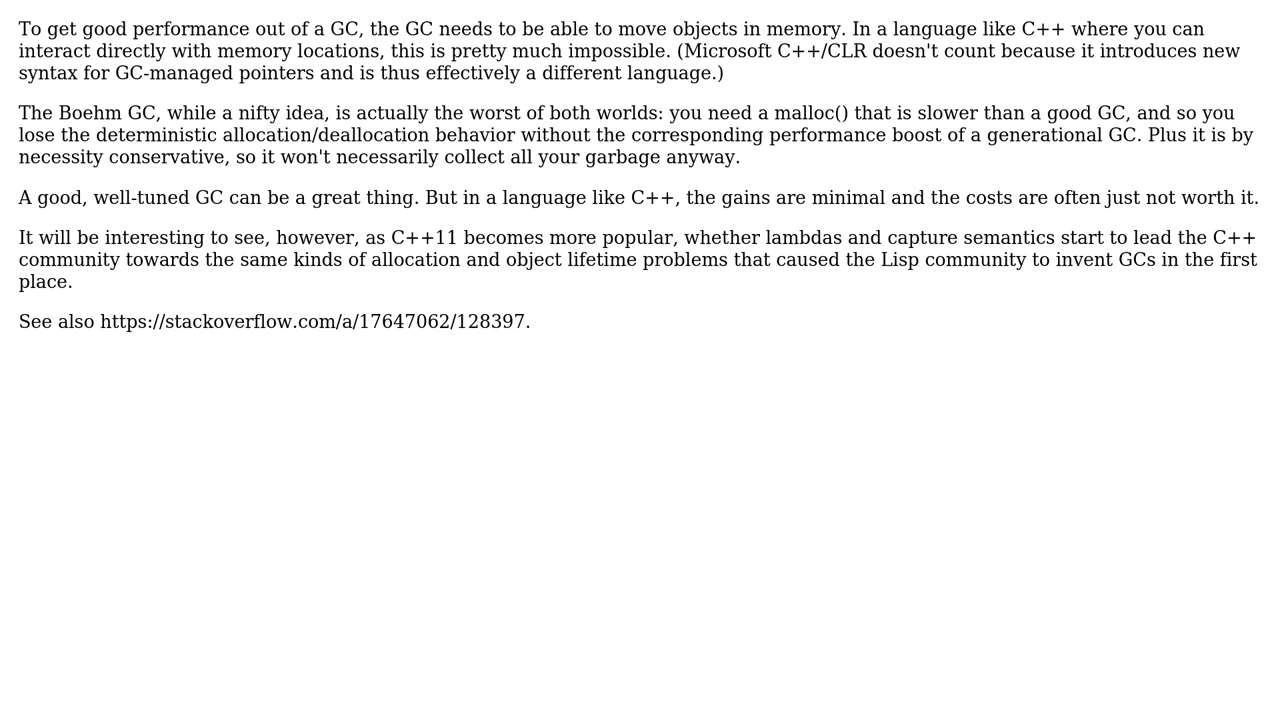 To get good performance out of a GC, the GC needs to be able to move objects in memory. In a language like C++ where you can
interact directly with memory locations, this is pretty much impossible. (Microsoft C++/CLR doesn't count because it introduces new
syntax for GC-managed pointers and is thus effectively a different language.)
The Boehm GC, while a nifty idea, is actually the worst of both worlds: you need a malloc() that is slower than a good GC, and so you
lose the deterministic allocation/deallocation behavior without the corresponding performance boost of a generational GC. Plus it is by
necessity conservative, so it won't necessarily collect all your garbage anyway.
A good, well-tuned GC can be a great thing. But in a language like C++, the gains are minimal and the costs are often just not worth it.
It will be interesting to see, however, as C++11 becomes more popular, whether lambdas and capture semantics start to lead the C++
community towards the same kinds of allocation and object lifetime problems that caused the Lisp community to invent GCs in the first
place.
See also https://stackoverflow.com/a/17647062/128397.